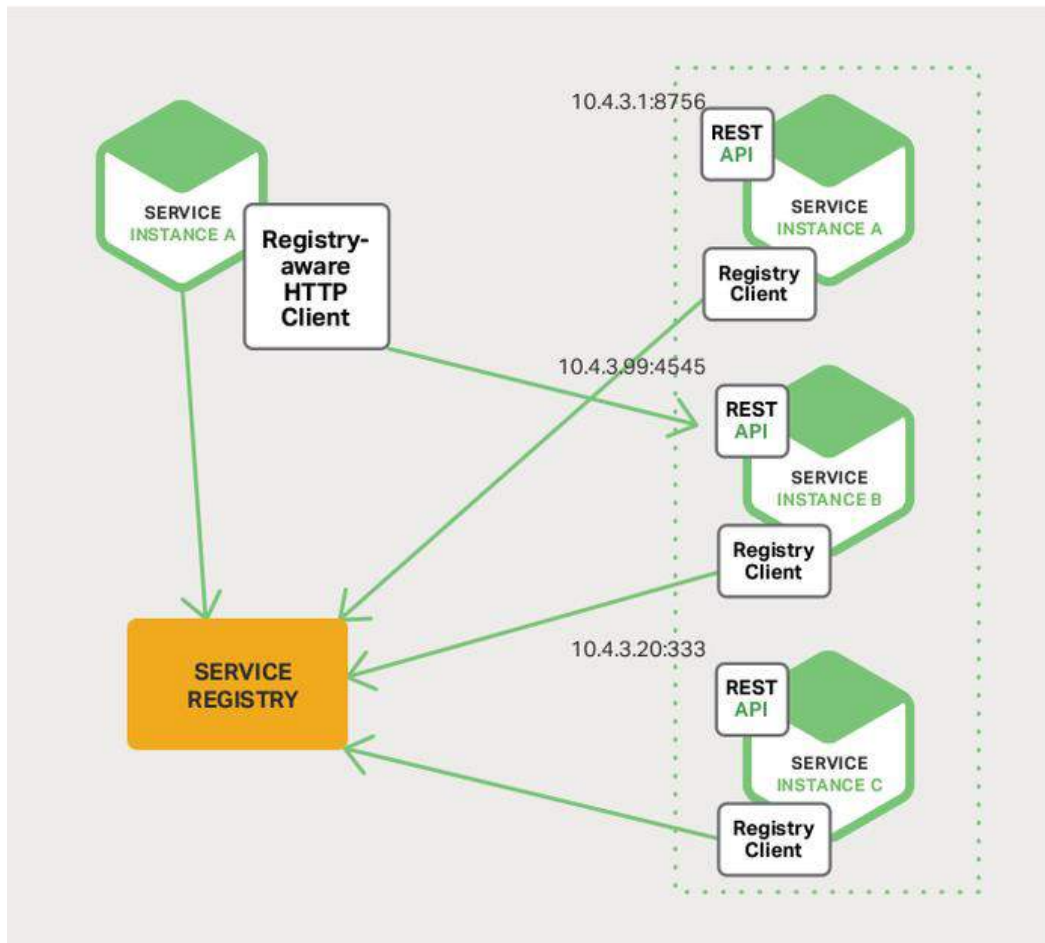 SERVICE
INSTANCE A
Registry-
aware
HTTP
Client
10.4.3.1:8756
REST
API
SERVICE
INSTANCE A
Registry
Client
10.4.3.99:4545
REST
API
SERVICE
INSTANCE B
Registry
Client
SERVICE
REGISTRY
10.4.3.20:333
REST
API
SERVICE
INSTANCE C
Registry
Client